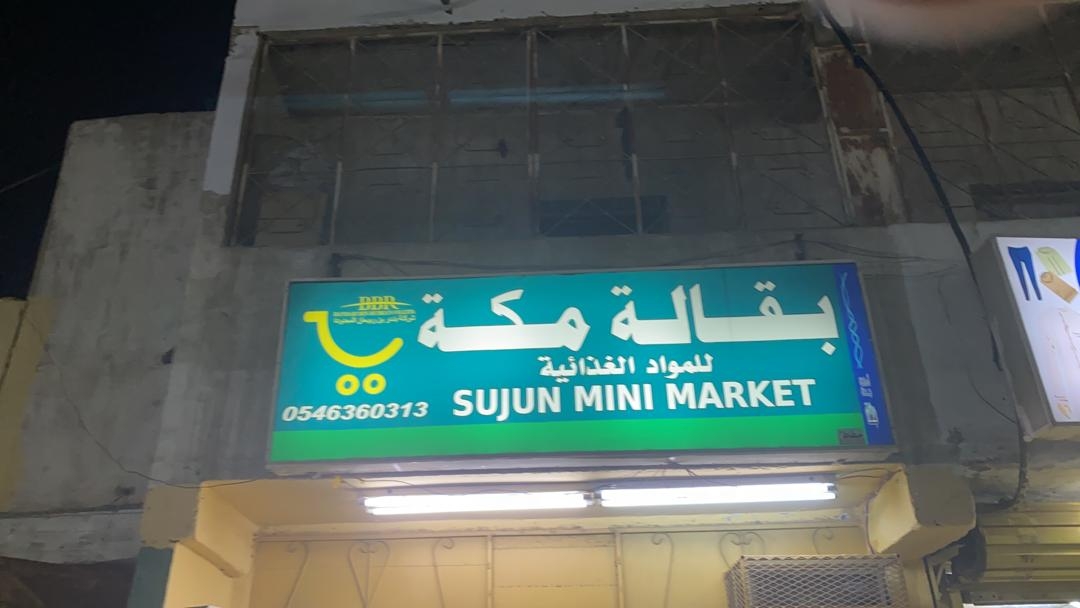 بقالة مكة
للمواد الغذائية
SUJUN MINI MARKET
BBR
0546360313